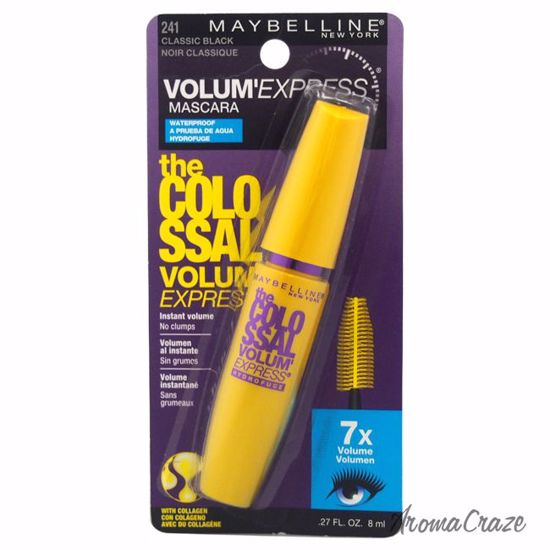 241
CLASSIC BLACK
NOIR CLASSIQUE
MAYBELLINE
NEW YORK
VOLUM'EXPRESS
MASCARA
WATERPROOF
A PRUEBA DE AGUA
HYDROFUGE
the
COLO
SSAL
VOLUM'
EXPRESS
Instant volume
No clumps
Volumen
al instante
Sin grumos
Volume
instantané
Sans
grumeaux
WITH COLLAGEN
CON COLÁGENO
AVEC DU COLLAGÈNE
MAYBELLINE
NEW YORK
the
COLO
SSAL
VOLUM'
EXPRESS®
HYDROFUGE
7x
Volume
Volumen
.27 FL. OZ. 8 ml
AromaCraze